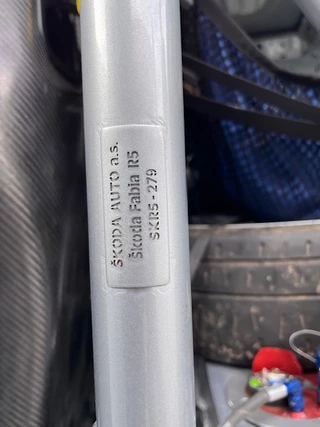 ŠKODA AUTO a.s.
Škoda Fabia R5
SKR5-279